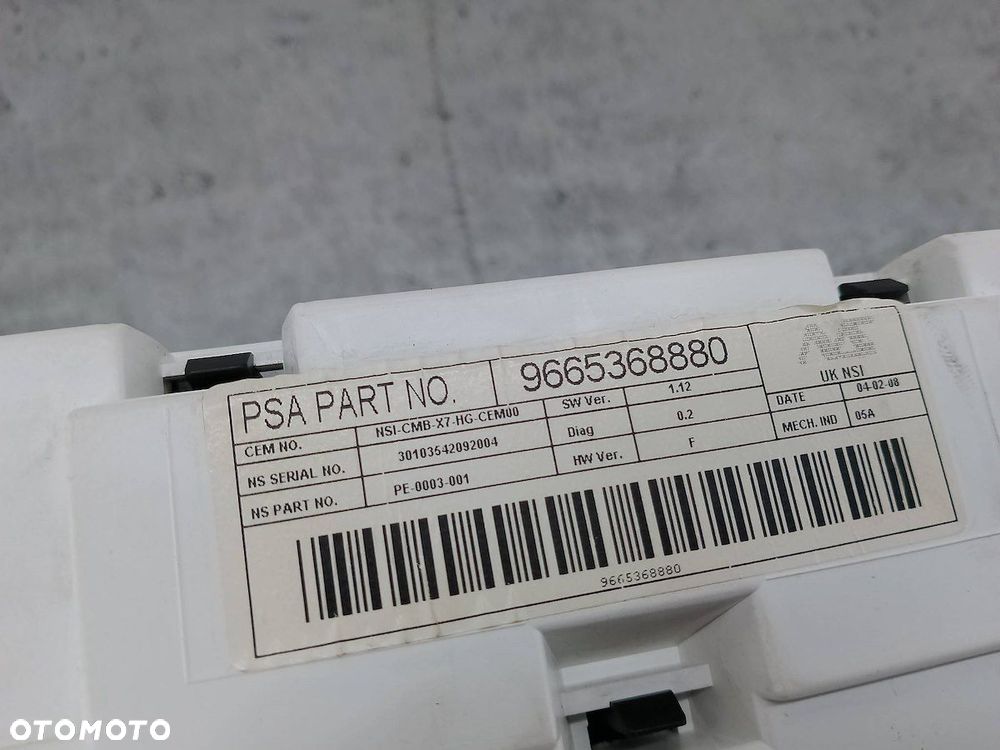 PSA PART NO. 9665368880
NS
UK NSI
CEM NO. NSI-CMB-X7-HG-CEM00 SW Ver. 1.12 DATE 04-02-08
NS SERIAL NO. 30103542092004 Diag 0.2 MECH. IND 05A
NS PART NO. PE-0003-001 HW Ver. F
9665368880
OTOMOTO